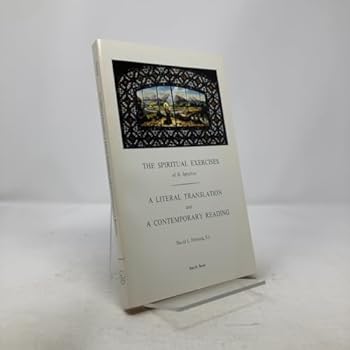 THE SPIRITUAL EXERCISES
of St. Ignatius
A LITERAL TRANSLATION
and
A CONTEMPORARY READING
David L. Fleming, S.J.